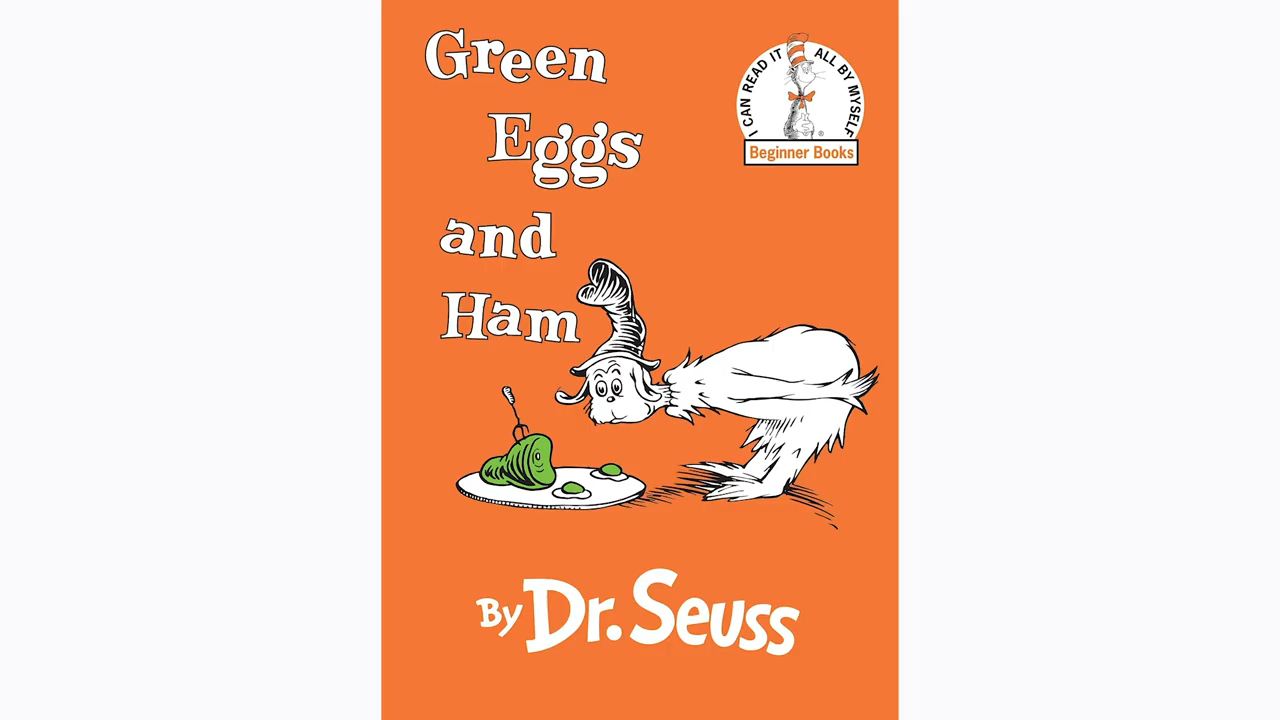 Green
Eggs
and
Ham
I CAN READ IT ALL BY MYSELF
®
Beginner Books
By Dr. Seuss